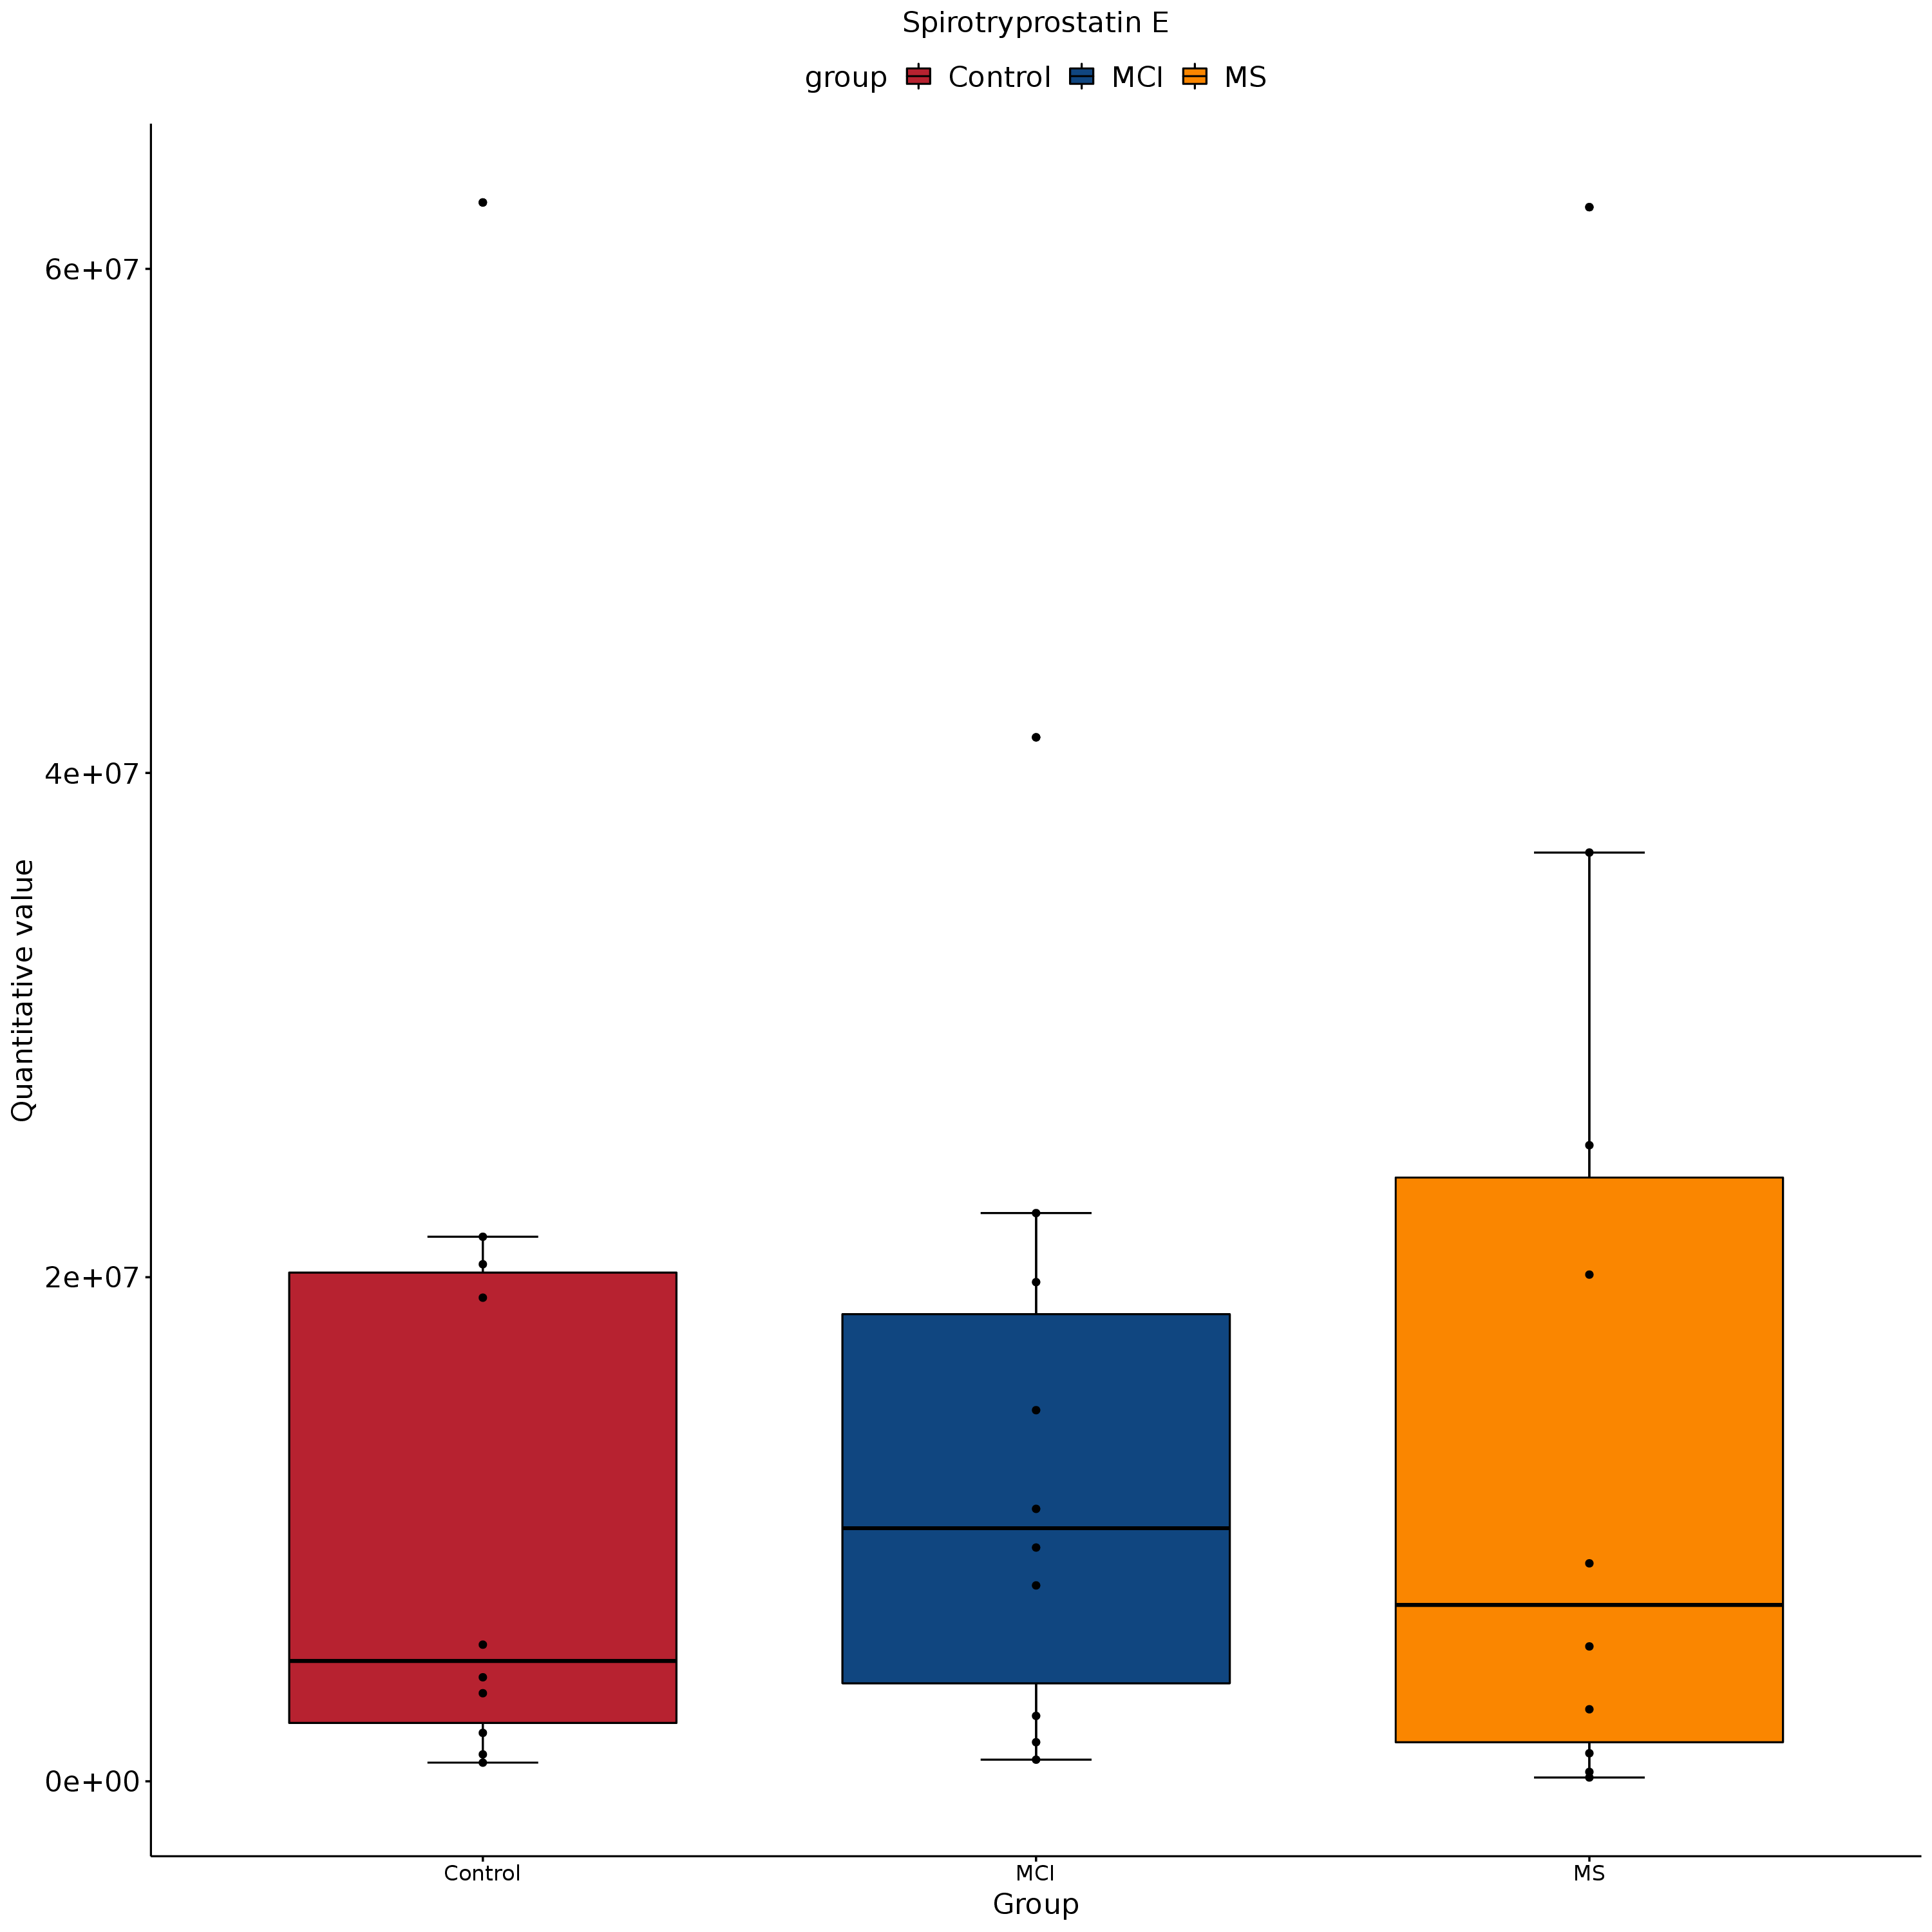 Spirotryprostatin E
group Control MCI MS
6e+07
4e+07
2e+07
0e+00
Quantitative value
Control MCI MS
Group